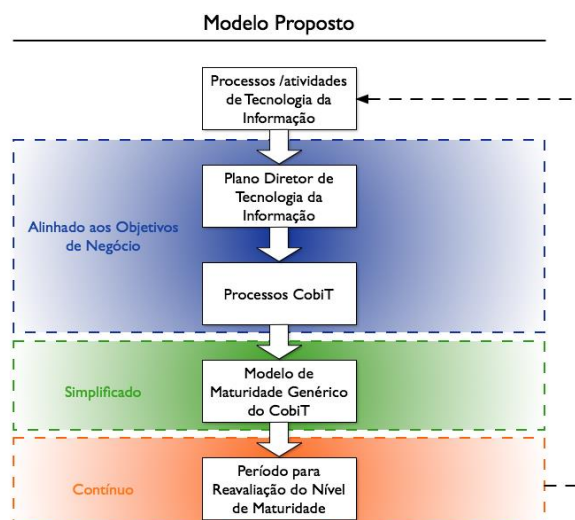 Modelo Proposto
Processos /atividades
de Tecnologia da
Informação
Plano Diretor de
Tecnologia da
Informação
Alinhado aos Objetivos
de Negócio
Processos CobiT
Modelo de
Maturidade Genérico
do CobiT
Simplificado
Período para
Reavaliação do Nível
de Maturidade
Contínuo